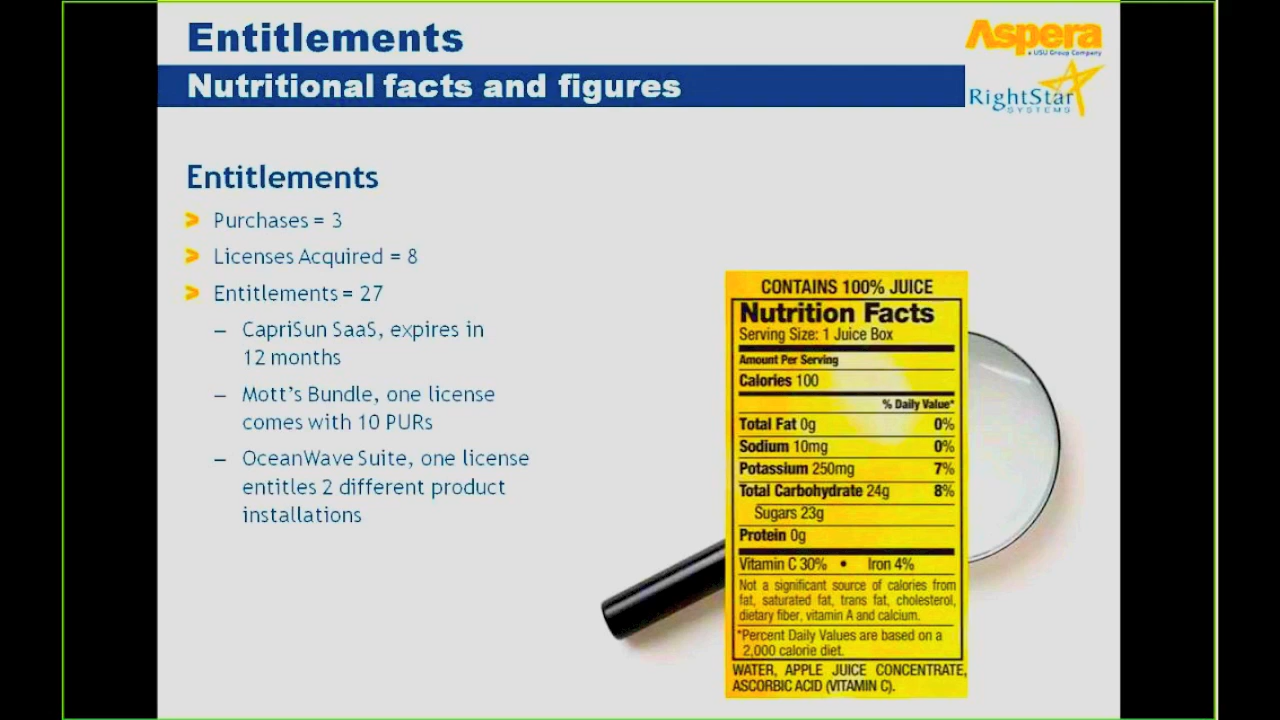 Entitlements
Nutritional facts and figures
Aspera
a USU Group Company
RightStar
SYSTEMS
Entitlements
Purchases = 3
Licenses Acquired = 8
Entitlements = 27
– CapriSun SaaS, expires in
12 months
– Mott's Bundle, one license
comes with 10 PURs
– OceanWave Suite, one license
entitles 2 different product
installations
CONTAINS 100% JUICE
Nutrition Facts
Serving Size: 1 Juice Box
Amount Per Serving
Calories 100
% Daily Value*
Total Fat 0g 0%
Sodium 10mg 0%
Potassium 250mg 7%
Total Carbohydrate 24g 8%
Sugars 23g
Protein 0g
Vitamin C 30% • Iron 4%
Not a significant source of calories from
fat, saturated fat, trans fat, cholesterol,
dietary fiber, vitamin A and calcium.
*Percent Daily Values are based on a
2,000 calorie diet.
WATER, APPLE JUICE CONCENTRATE,
ASCORBIC ACID (VITAMIN C).